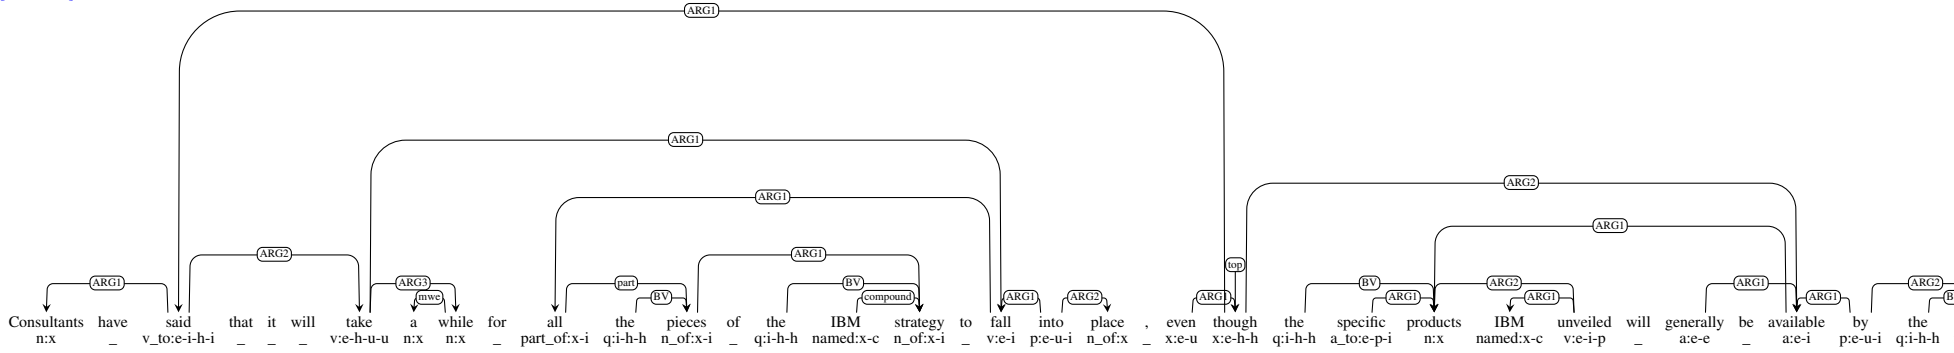 ARG1
ARG1
ARG2
ARG1
ARG1
ARG2 ARG1
top
ARG1 ARG3 part BV BV ARG2 ARG1 ARG2
mwe BV compound ARG1 ARG2 ARG1 ARG1 ARG1 ARG1
Consultants have said that it will take a while for all the pieces of the IBM strategy to fall into place , even though the specific products IBM unveiled will generally be available by the
n:x _ v_to:e-i-h-i _ _ _ v:e-h-u-u n:x n:x _ part_of:x-i q:i-h-h n_of:x-i _ q:i-h-h named:x-c n_of:x-i _ v:e-i p:e-u-i n_of:x _ x:e-u x:e-h-h q:i-h-h a_to:e-p-i n:x named:x-c v:e-i-p _ a:e-e _ a:e-i p:e-u-i q:i-h-h